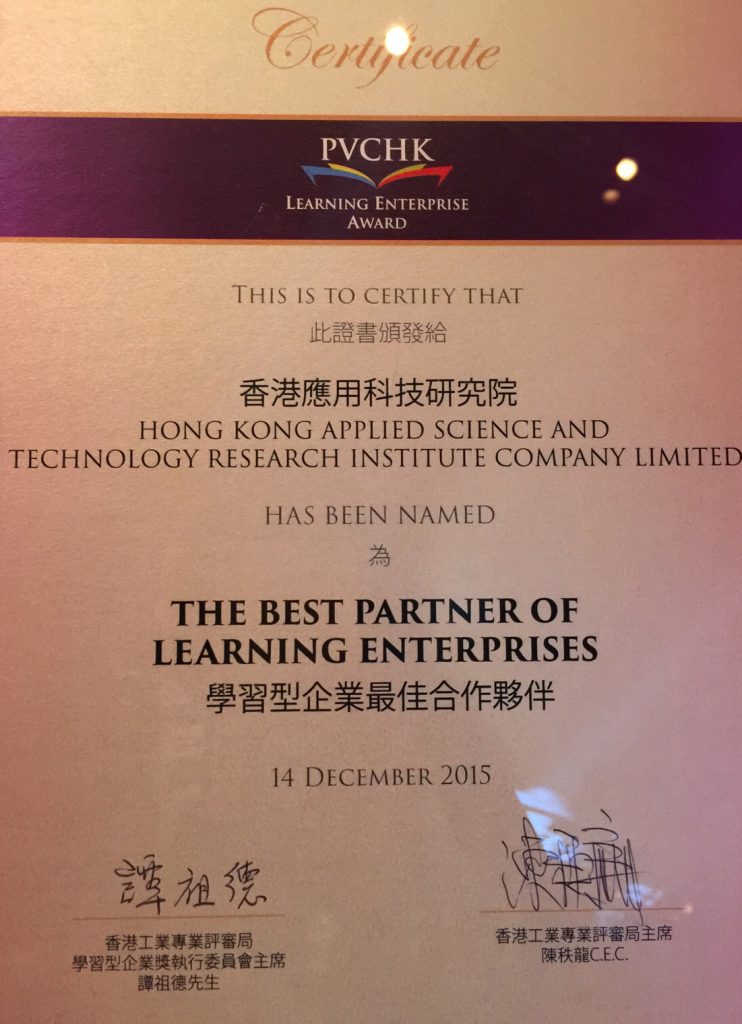 Certificate
PVCHK
LEARNING ENTERPRISE
AWARD
THIS IS TO CERTIFY THAT
此證書頒發給
香港應用科技研究院
HONG KONG APPLIED SCIENCE AND
TECHNOLOGY RESEARCH INSTITUTE COMPANY LIMITED
HAS BEEN NAMED
為
THE BEST PARTNER OF
LEARNING ENTERPRISES
學習型企業最佳合作夥伴
14 DECEMBER 2015
譚祖德
香港工業專業評審局
學習型企業獎執行委員會主席
譚祖德先生
香港工業專業評審局主席
陳秩龍C.E.C.